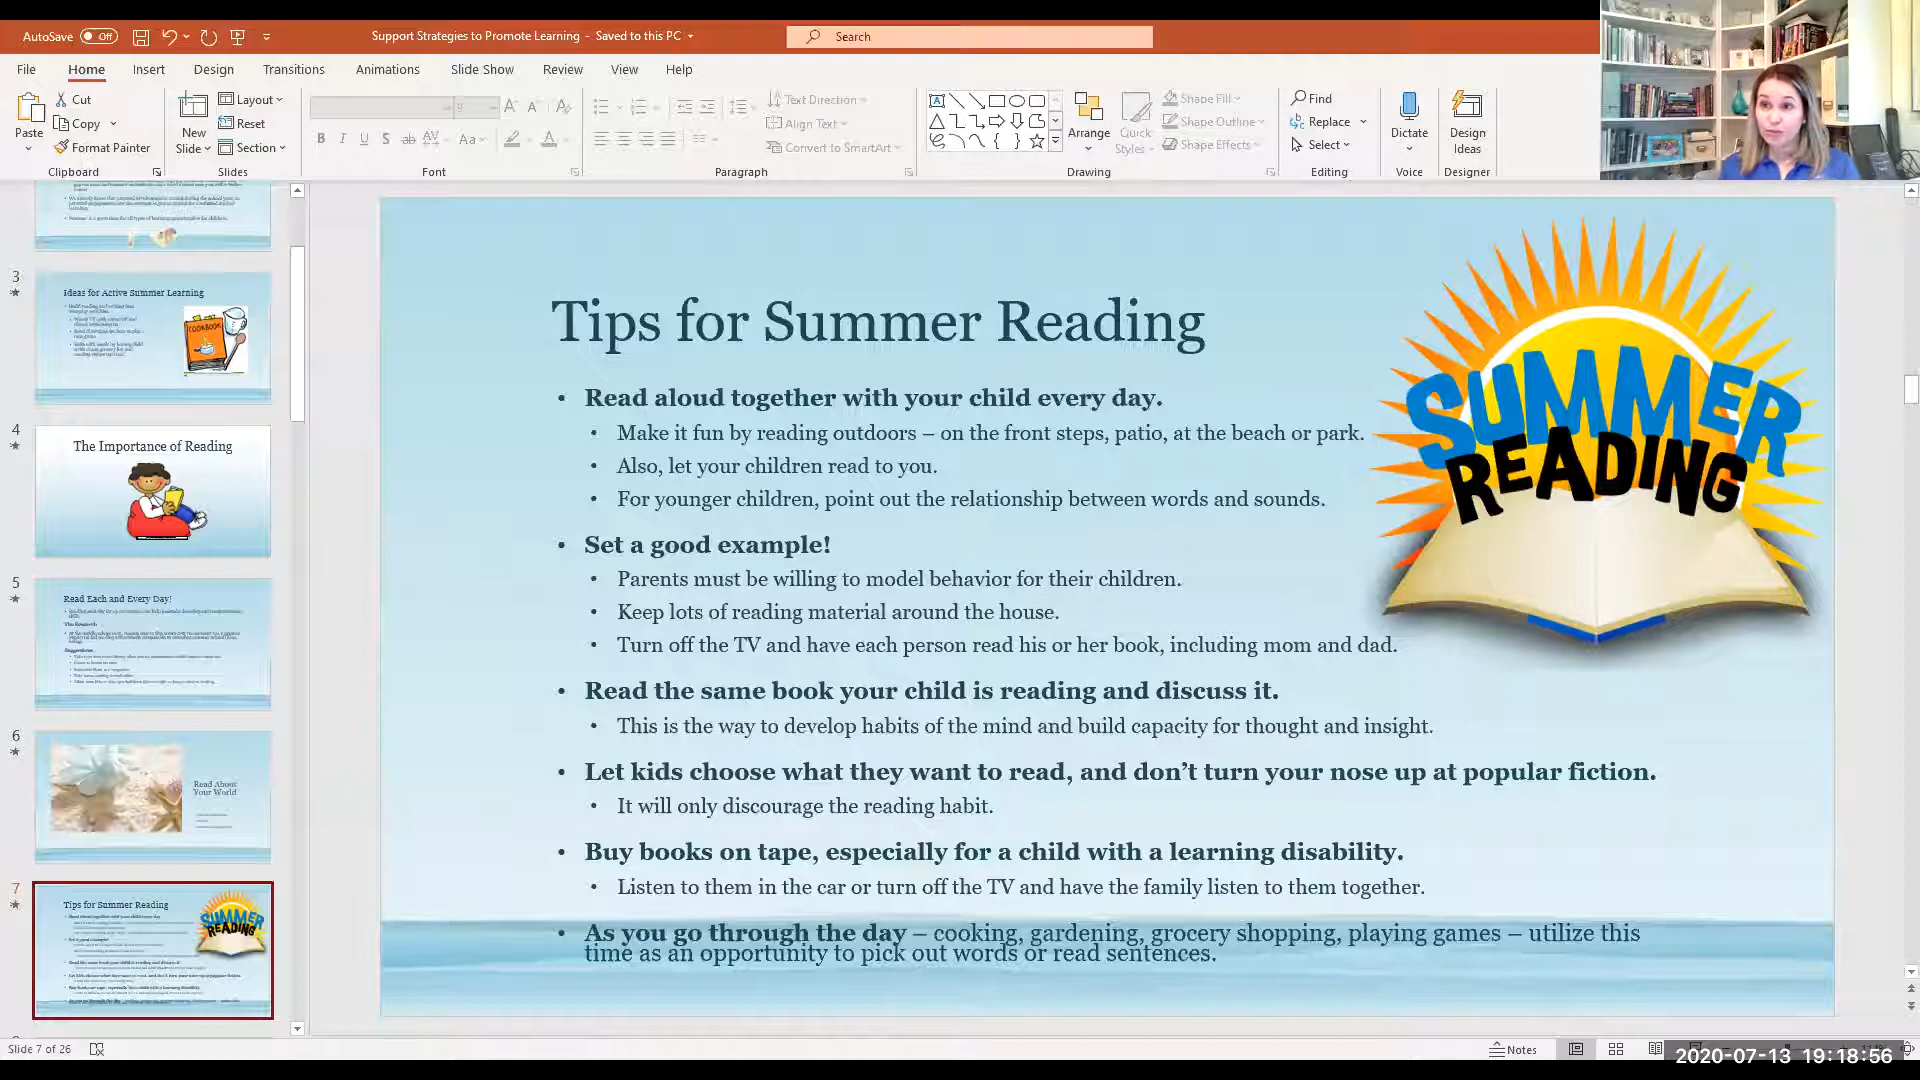 AutoSave Off Support Strategies to Promote Learning - Saved to this PC Search
File Home Insert Design Transitions Animations Slide Show Review View Help
Paste
Cut
Copy
Format Painter
Clipboard
New Slide
Layout
Reset
Section
Slides
9
B I U S ab AV Aa A
Font
Text Direction
Align Text
Convert to SmartArt
Paragraph
Arrange
Quick Styles
Shape Fill
Shape Outline
Shape Effects
Drawing
Find
Replace
Select
Editing
Dictate
Voice
Design Ideas
Designer
3
Ideas for Active Summer Learning
COOKBOOK
4
The Importance of Reading
5
Read Each and Every Day!
6
Read About
Your World
7
Tips for Summer Reading
SUMMER
READING
Tips for Summer Reading
• Read aloud together with your child every day.
• Make it fun by reading outdoors – on the front steps, patio, at the beach or park.
• Also, let your children read to you.
• For younger children, point out the relationship between words and sounds.
• Set a good example!
• Parents must be willing to model behavior for their children.
• Keep lots of reading material around the house.
• Turn off the TV and have each person read his or her book, including mom and dad.
• Read the same book your child is reading and discuss it.
• This is the way to develop habits of the mind and build capacity for thought and insight.
• Let kids choose what they want to read, and don’t turn your nose up at popular fiction.
• It will only discourage the reading habit.
• Buy books on tape, especially for a child with a learning disability.
• Listen to them in the car or turn off the TV and have the family listen to them together.
• As you go through the day – cooking, gardening, grocery shopping, playing games – utilize this
time as an opportunity to pick out words or read sentences.
SUMMER
READING
Slide 7 of 26
Notes
2020-07-13 19:18:56